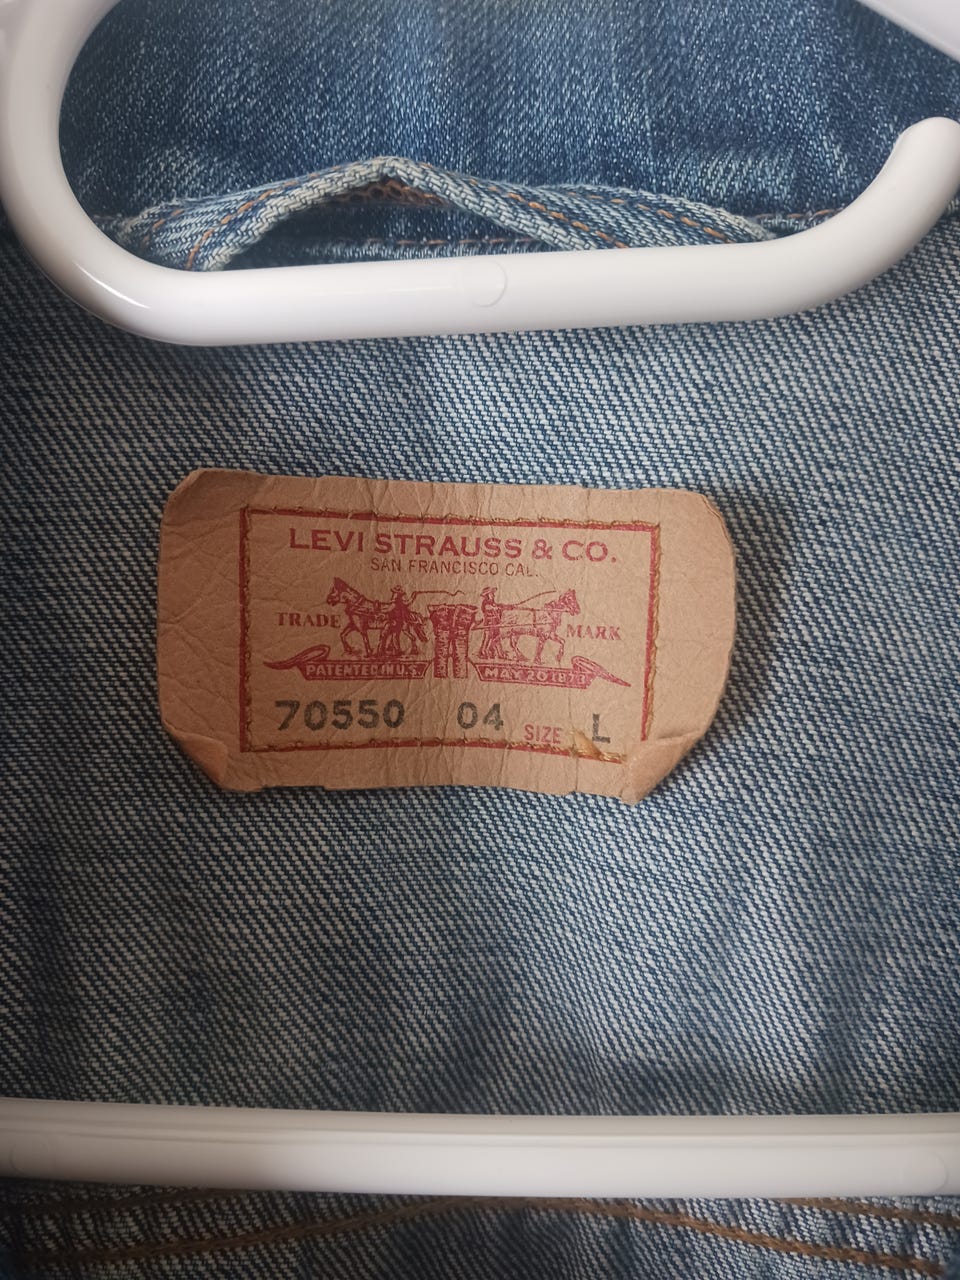 LEVI STRAUSS & CO.
SAN FRANCISCO CAL.
TRADE MARK
PATENTED IN U.S. MAY 20 1873
70550 04 SIZE L